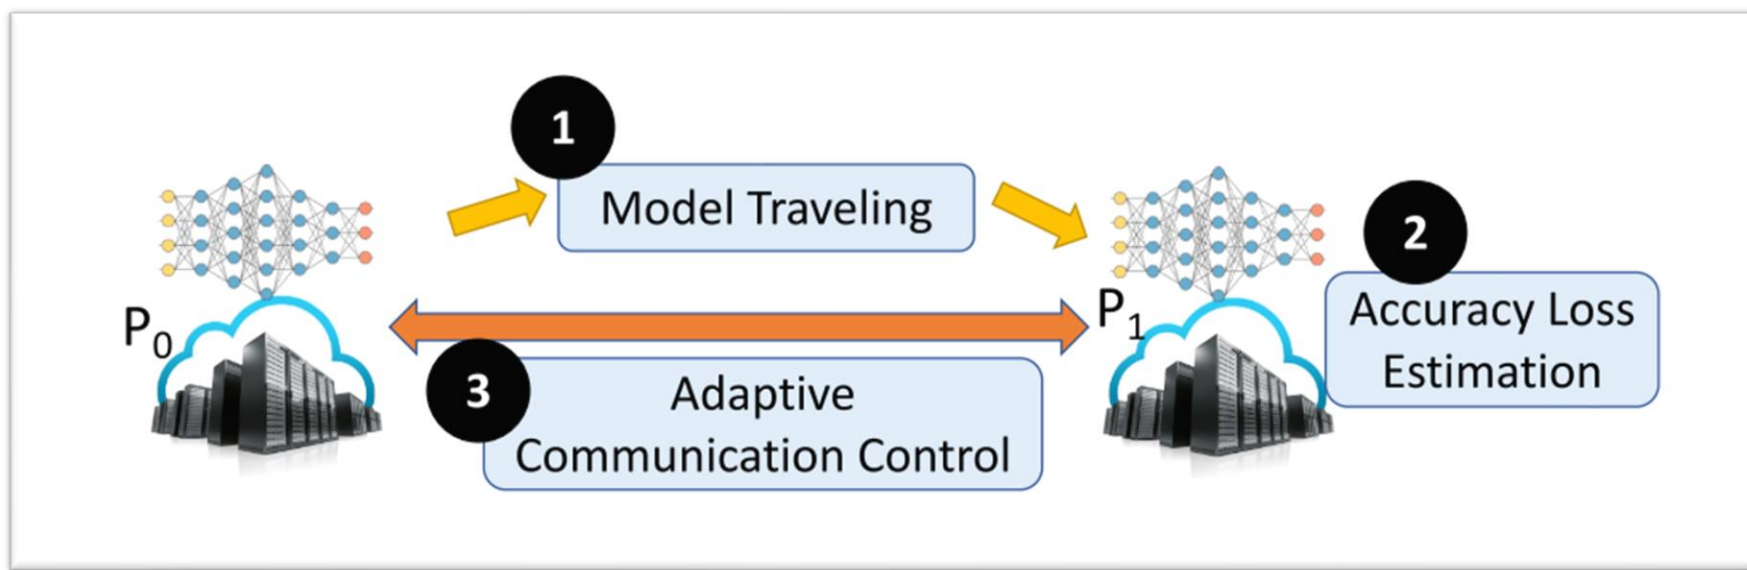 1
Model Traveling
2
P0
P1
Accuracy Loss
Estimation
3
Adaptive
Communication Control